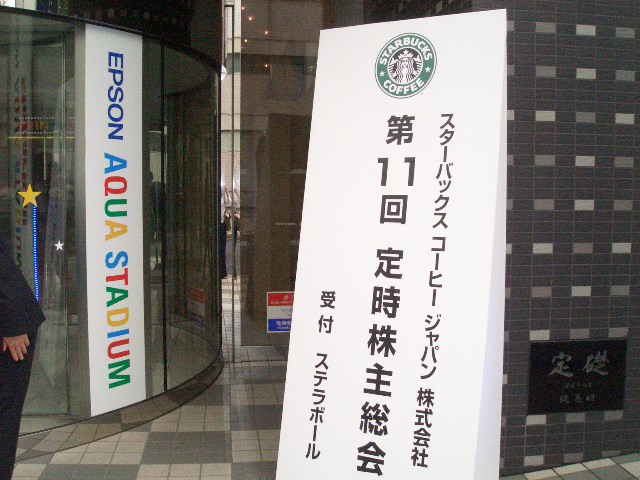 EPSON AQUA STADIUM
STARBUCKS COFFEE
スターバックス コーヒー ジャパン 株式会社
第11回 定時株主総会
受付 ステラボール
定礎